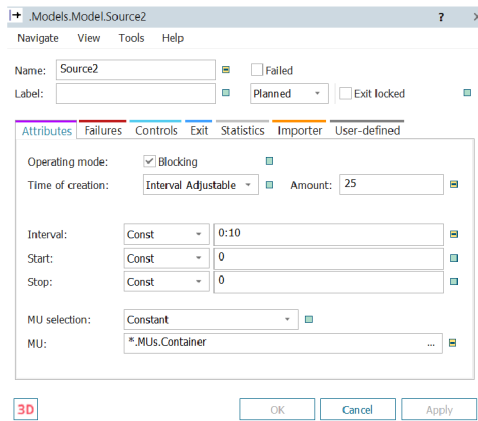 .Models.Model.Source2 ?
Navigate View Tools Help
Name: Source2 Failed
Label: Planned Exit locked
Attributes Failures Controls Exit Statistics Importer User-defined
Operating mode: Blocking
Time of creation: Interval Adjustable Amount: 25
Interval: Const 0:10
Start: Const 0
Stop: Const 0
MU selection: Constant
MU: *.MUs.Container ...
3D OK Cancel Apply